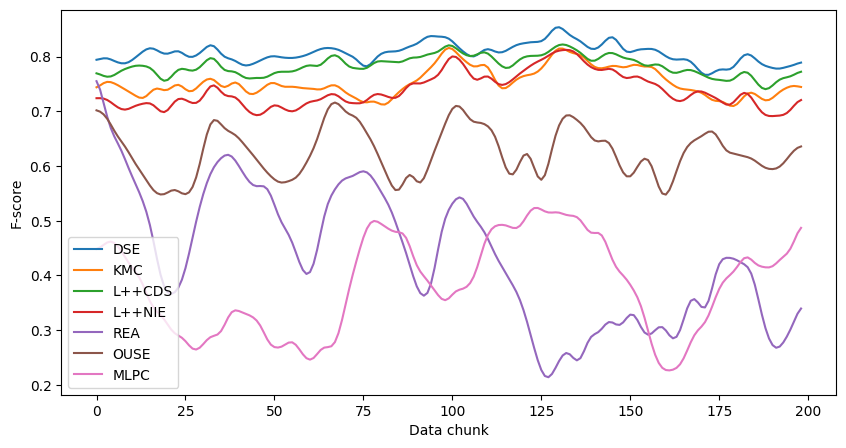 0.8
0.7
0.6
0.5
0.4
0.3
0.2
F-score
DSE
KMC
L++CDS
L++NIE
REA
OUSE
MLPC
0 25 50 75 100 125 150 175 200
Data chunk